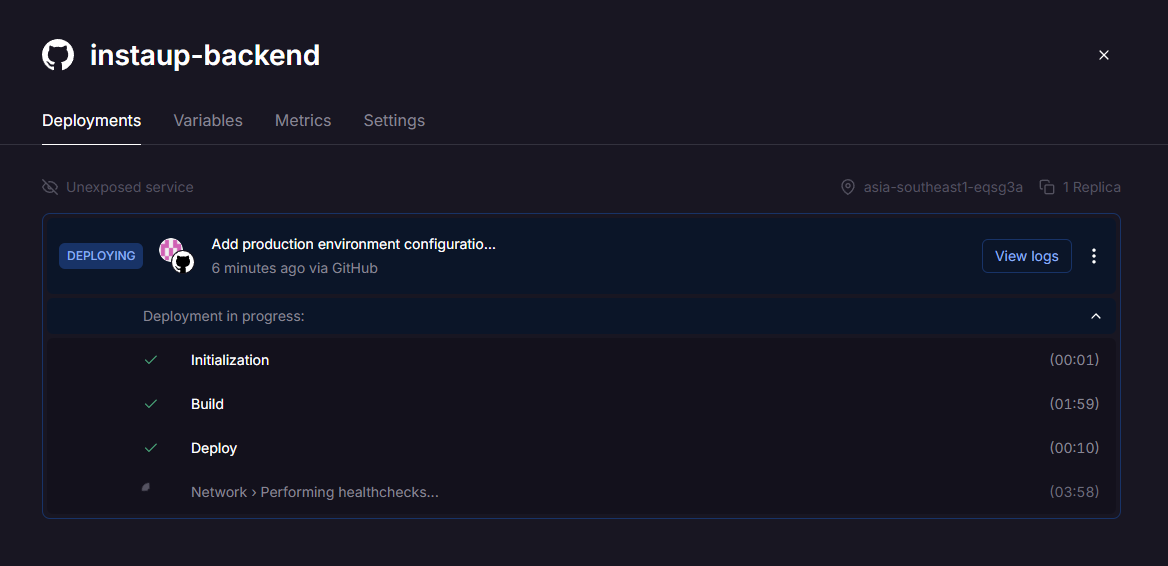 instaup-backend
Deployments Variables Metrics Settings
Unexposed service asia-southeast1-eqsg3a 1 Replica
DEPLOYING Add production environment configuratio... View logs
6 minutes ago via GitHub
Deployment in progress:
Initialization (00:01)
Build (01:59)
Deploy (00:10)
Network › Performing healthchecks... (03:58)